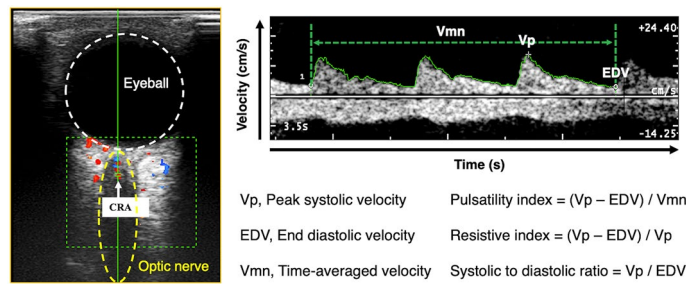 Eyeball
CRA
Optic nerve
Velocity (cm/s)
Vmn
Vp
EDV
+24.40
1
cm/s
3.5S
-14.25
Time (s)
Vp, Peak systolic velocity
Pulsatility index = (Vp – EDV) / Vmn
EDV, End diastolic velocity
Resistive index = (Vp – EDV) / Vp
Vmn, Time-averaged velocity
Systolic to diastolic ratio = Vp / EDV